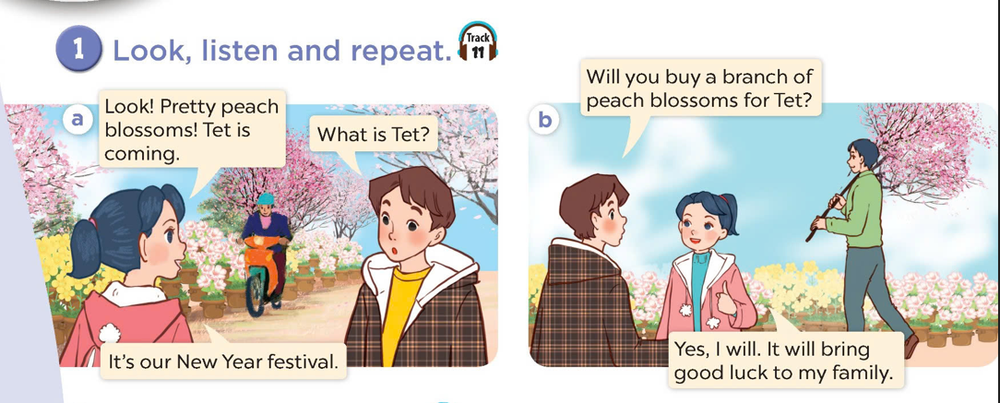 1 Look, listen and repeat. Track 11
a
Look! Pretty peach
blossoms! Tet is
coming.
What is Tet?
It's our New Year festival.
b
Will you buy a branch of
peach blossoms for Tet?
Yes, I will. It will bring
good luck to my family.